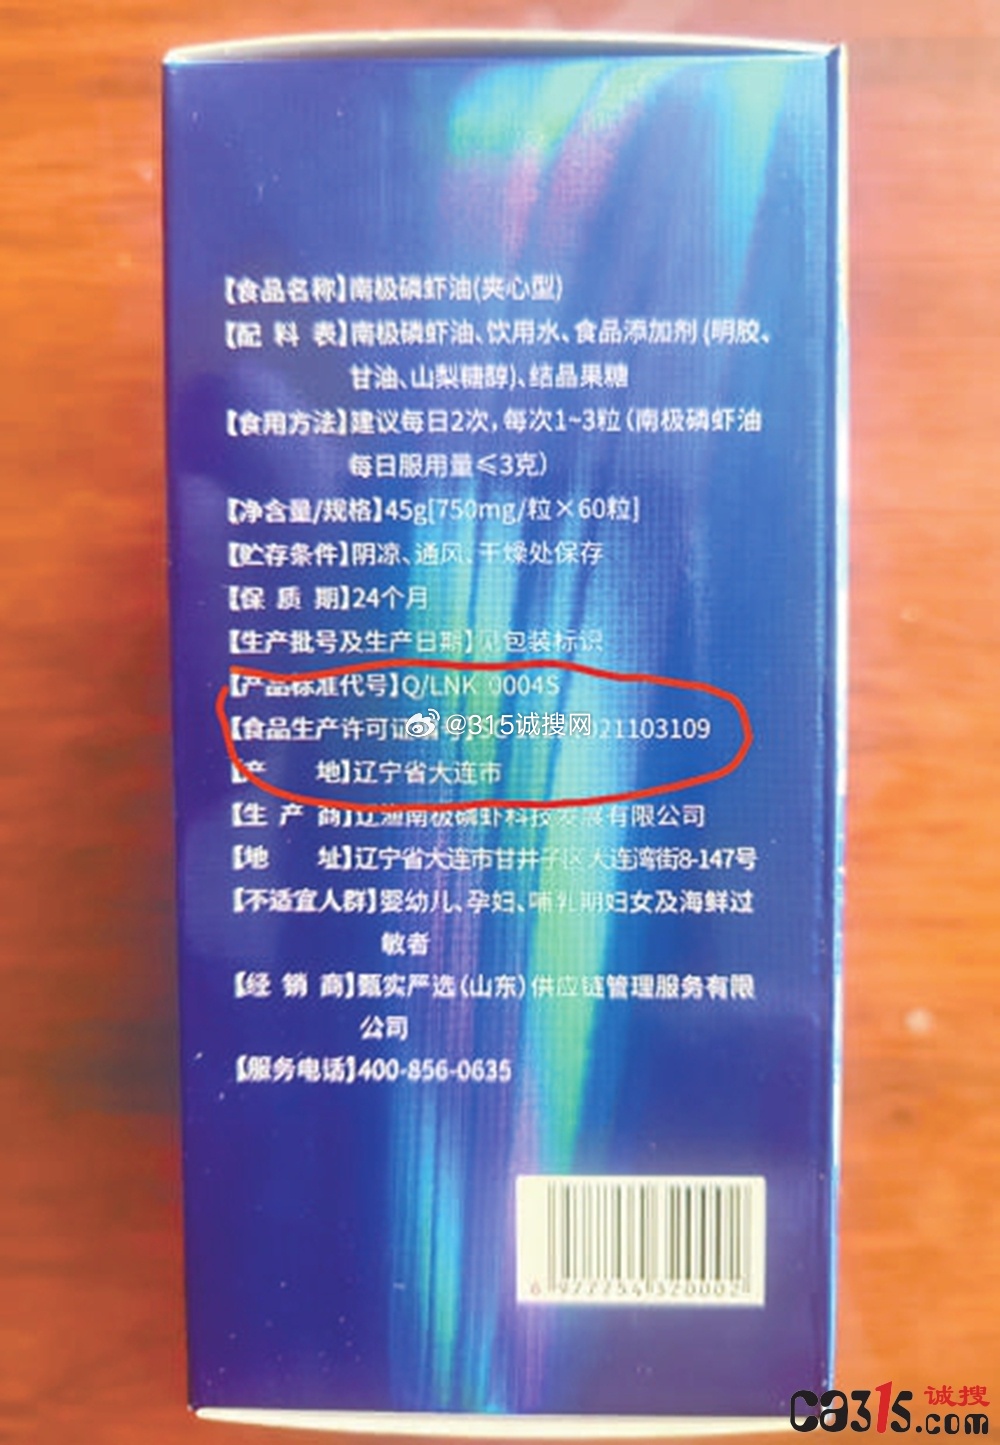 【食品名称】南极磷虾油(夹心型)
【配 料 表】南极磷虾油、饮用水、食品添加剂(明胶、
甘油、山梨糖醇)、结晶果糖
【食用方法】建议每日2次,每次1~3粒(南极磷虾油
每日服用量≤3克)
【净含量/规格】45g[750mg/粒×60粒]
【贮存条件】阴凉、通风、干燥处保存
【保 质 期】24个月
【生产批号及生产日期】见包装标识
【产品标准代号】Q/LNK 0004S
【食品生产许可证编号】 21103109
@315诚搜网
【产 地】辽宁省大连市
【生 产 商】辽渔南极磷虾科技发展有限公司
【地 址】辽宁省大连市甘井子区大连湾街8-147号
【不适宜人群】婴幼儿、孕妇、哺乳期妇女及海鲜过
敏者
【经 销 商】甄实严选(山东)供应链管理服务有限
公司
【服务电话】400-856-0635
6 977754 320002
ca315 诚搜
.com